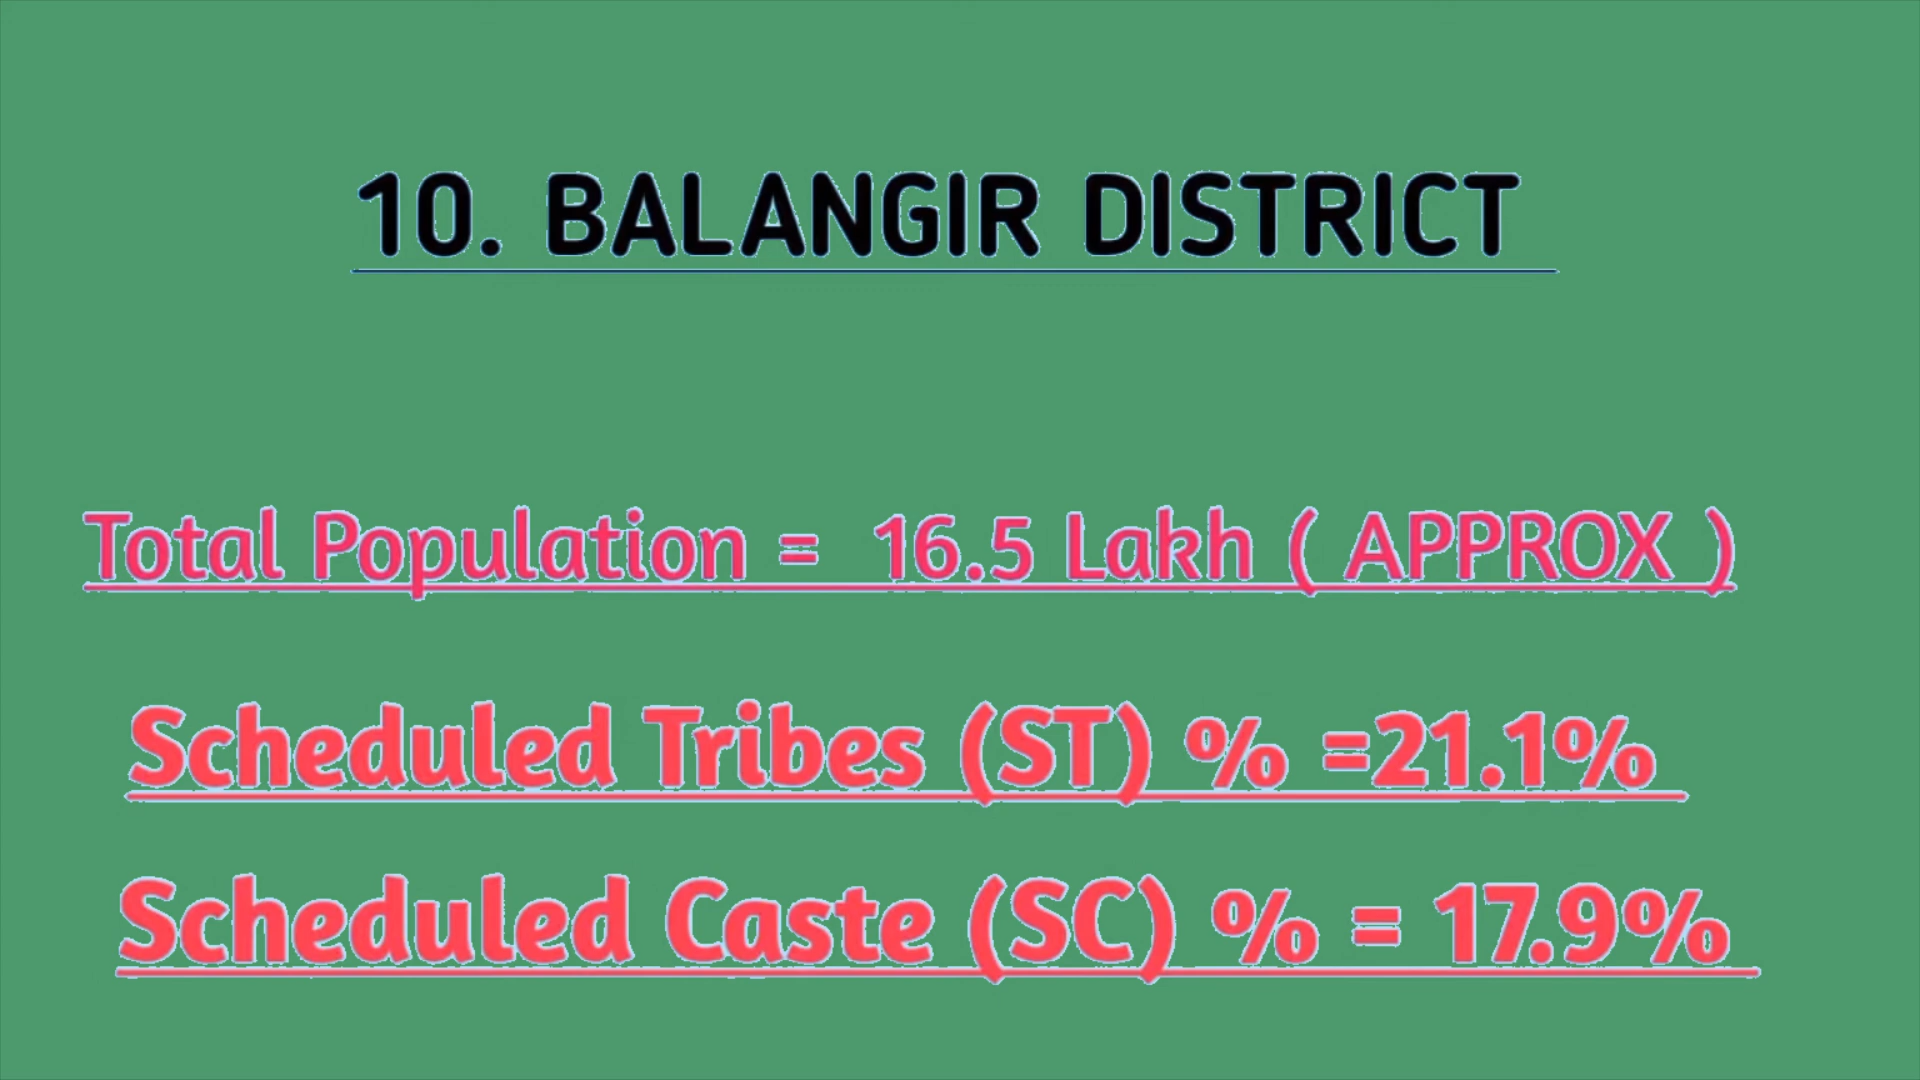 10. BALANGIR DISTRICT
Total Population = 16.5 Lakh ( APPROX )
Scheduled Tribes (ST) % =21.1%
Scheduled Caste (SC) % = 17.9%